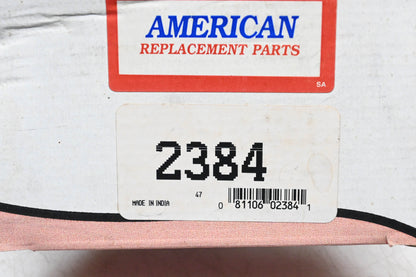 AMERICAN
REPLACEMENT PARTS
SA
2384
47
MADE IN INDIA
0 81106 02384 1